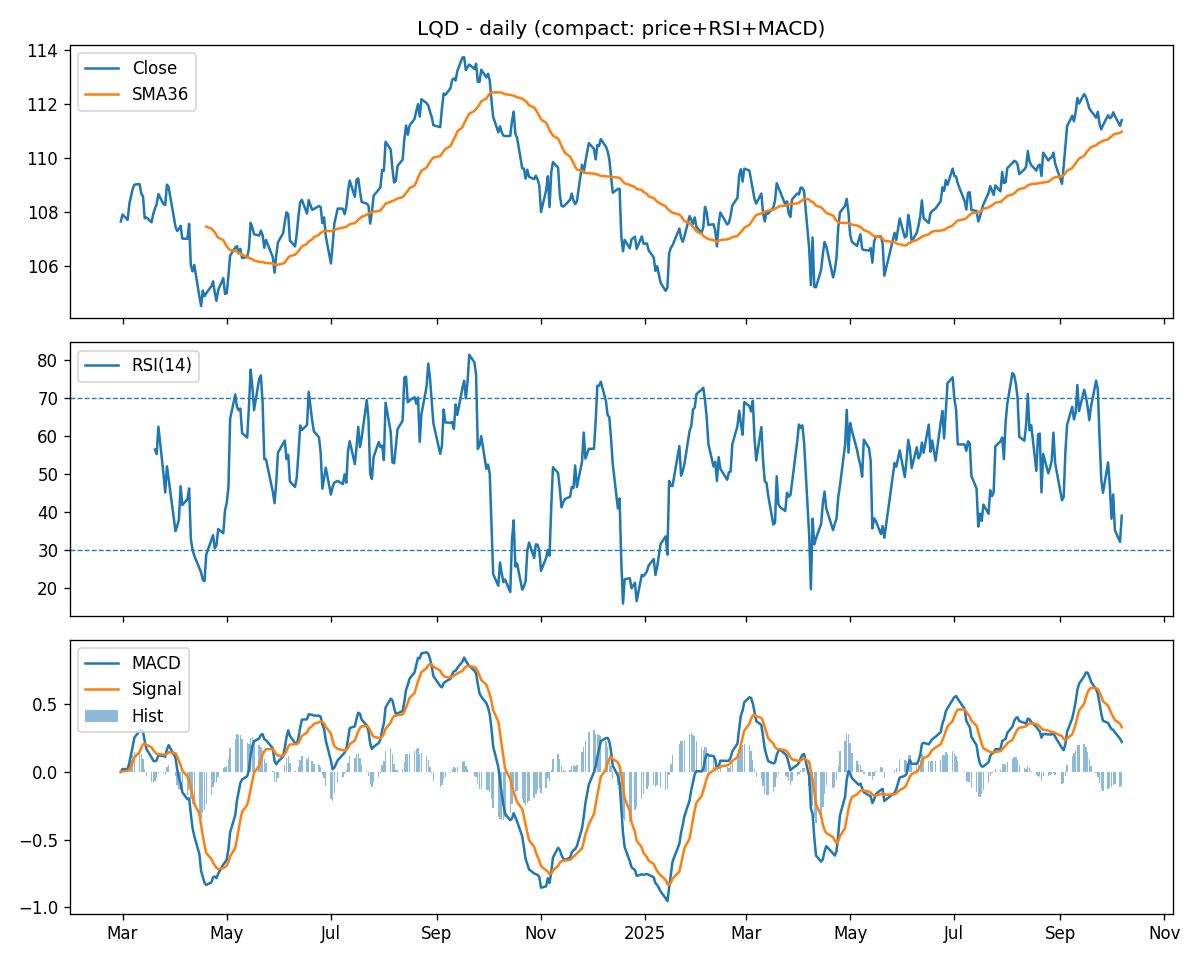 LQD - daily (compact: price+RSI+MACD)
114
112
110
108
106
Close
SMA36
80
70
60
50
40
30
20
RSI(14)
0.5
0.0
−0.5
−1.0
MACD
Signal
Hist
Mar
May
Jul
Sep
Nov
2025
Mar
May
Jul
Sep
Nov